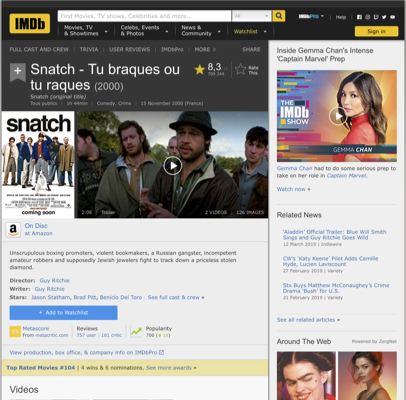 IMDb
Find Movies, TV shows, Celebrities and more...
All
IMDbPro
Help
Movies, TV & Showtimes
Celebs, Events & Photos
News & Community
Watchlist
Sign in
FULL CAST AND CREW | TRIVIA | USER REVIEWS | IMDbPro | MORE
SHARE
Snatch - Tu braques ou tu raques (2000)
Snatch (original title)
Tous publics | 1h 44min | Comedy, Crime | 15 November 2000 (France)
8,3
Rate This
snatch
coming soon
2:08 | Trailer
2 VIDEOS | 126 IMAGES
On Disc
at Amazon
Unscrupulous boxing promoters, violent bookmakers, a Russian gangster, incompetent
amateur robbers and supposedly Jewish jewelers fight to track down a priceless stolen
diamond.
Director: Guy Ritchie
Writer: Guy Ritchie
Stars: Jason Statham, Brad Pitt, Benicio Del Toro | See full cast & crew »
+ Add to Watchlist
55
Metascore
From metacritic.com
Reviews
757 user | 161 critic
Popularity
View production, box office, & company info on IMDbPro
Top Rated Movies #104 | 4 wins & 6 nominations. See more awards »
Videos
Inside Gemma Chan's Intense
'Captain Marvel' Prep
THE
IMDb
SHOW
GEMMA CHAN
Gemma Chan had to do some serious prep to
take on her role in Captain Marvel.
Watch now »
Related News
'Aladdin' Official Trailer: Blue Will Smith
Sings and Guy Ritchie Goes Wild
12 March 2019 | Indiewire
CW's 'Katy Keene' Pilot Adds Camille
Hyde, Lucien Laviscount
27 February 2019 | Variety
Stx Buys Matthew McConaughey's Crime
Drama 'Bush' for U.S.
21 February 2019 | Variety
See all related articles »
Around The Web
Powered by ZergNet